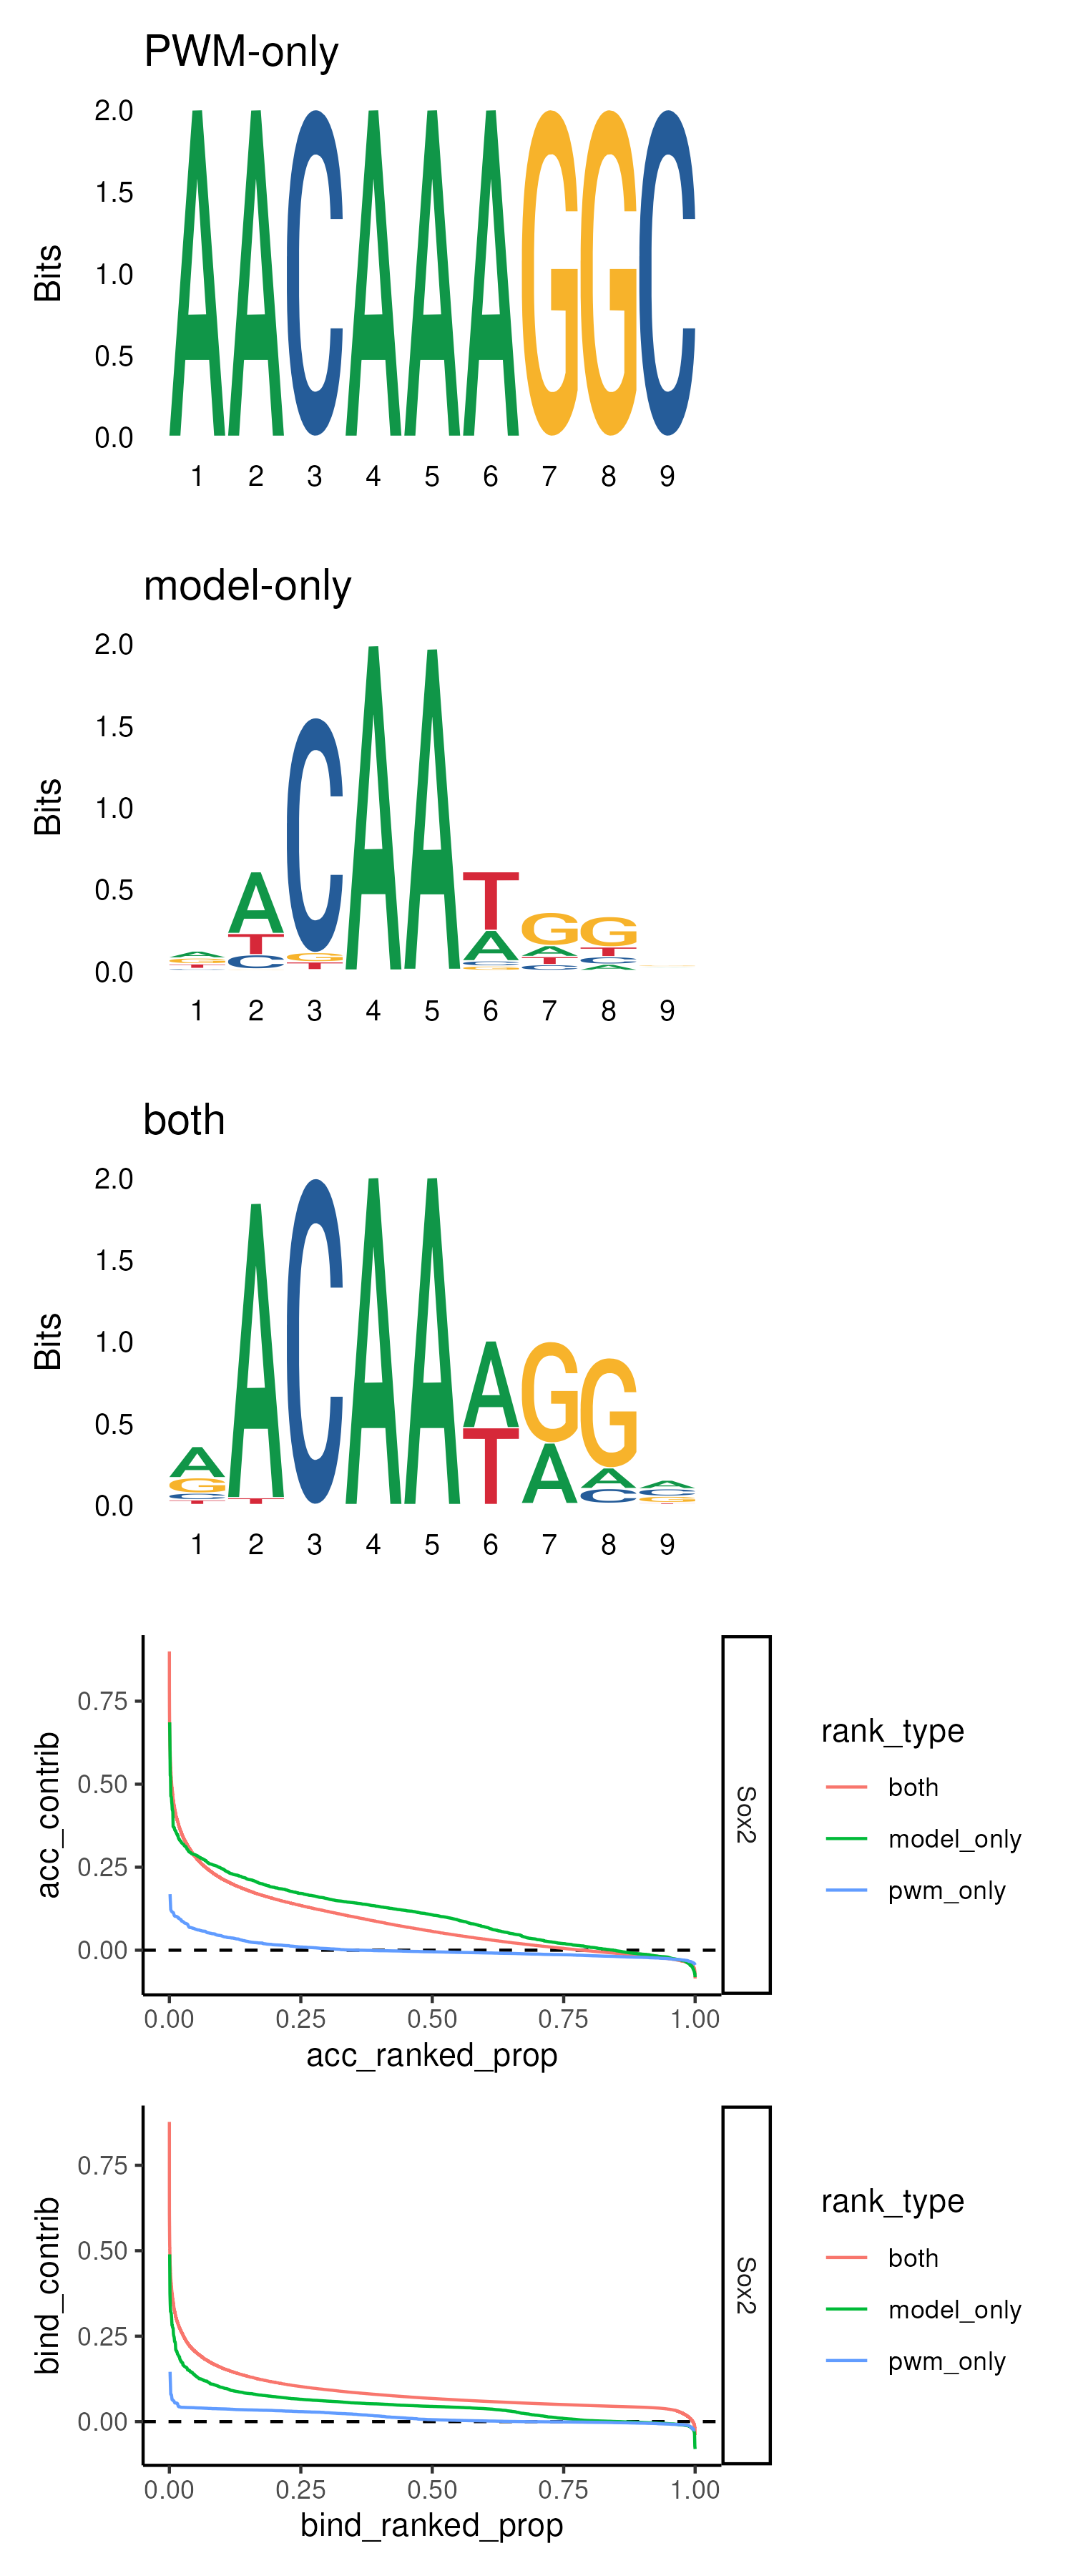 PWM-only
2.0
1.5
1.0
0.5
0.0
Bits
AACAAAGGC
1 2 3 4 5 6 7 8 9
model-only
2.0
1.5
1.0
0.5
0.0
Bits
A C A A T G G
1 2 3 4 5 6 7 8 9
both
2.0
1.5
1.0
0.5
0.0
Bits
A A C A A A G G A
1 2 3 4 5 6 7 8 9
0.75
0.50
0.25
0.00
acc_contrib
0.00 0.25 0.50 0.75 1.00
acc_ranked_prop
Sox2
rank_type
both
model_only
pwm_only
0.75
0.50
0.25
0.00
bind_contrib
0.00 0.25 0.50 0.75 1.00
bind_ranked_prop
Sox2
rank_type
both
model_only
pwm_only